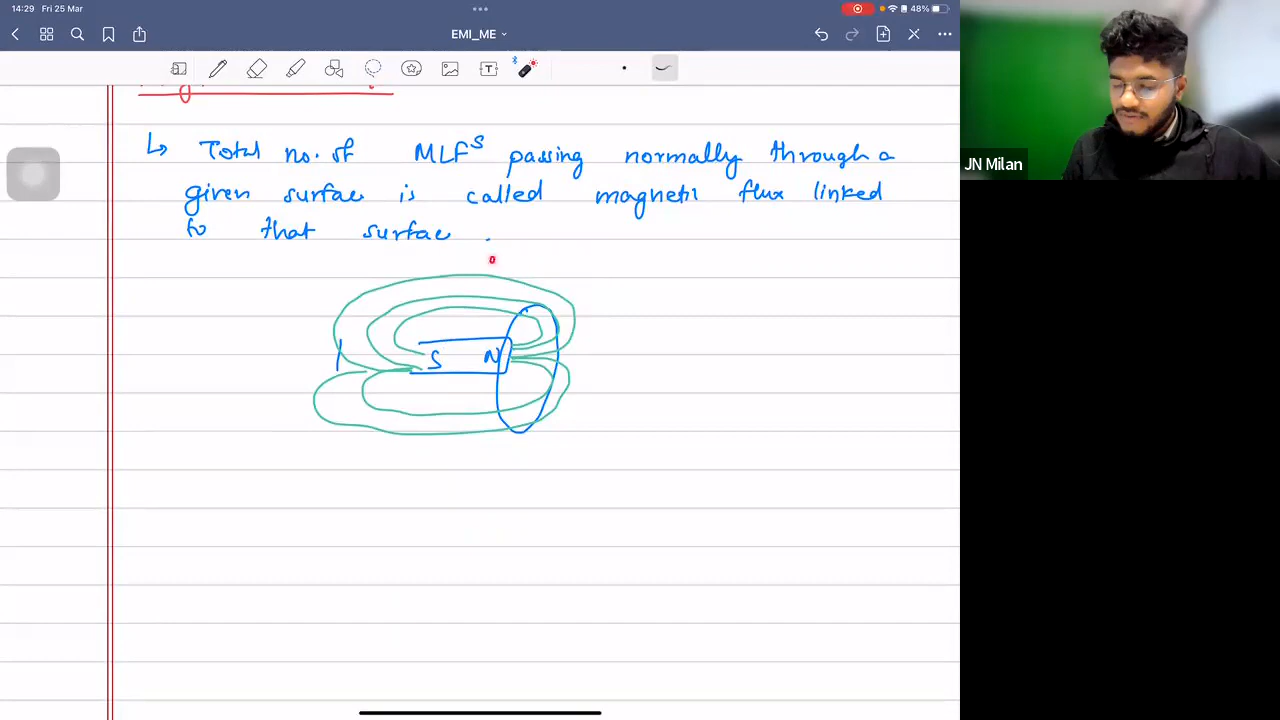 14:29 Fri 25 Mar
48%
EMI_ME
T
↳ Total no. of MLFs passing normally through a
given surface is called magnetic flux linked
to that surface.
S N
JN Milan